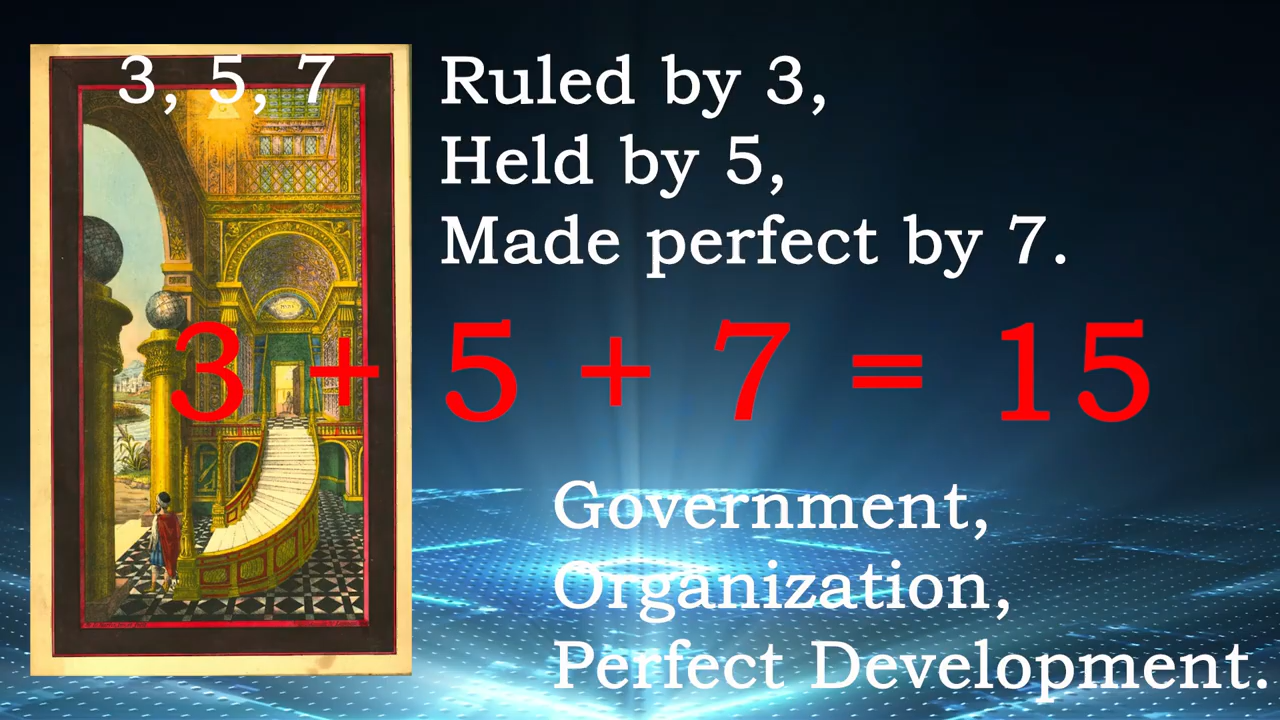 3, 5, 7
Ruled by 3,
Held by 5,
Made perfect by 7.
3 + 5 + 7 = 15
Government,
Organization,
Perfect Development.